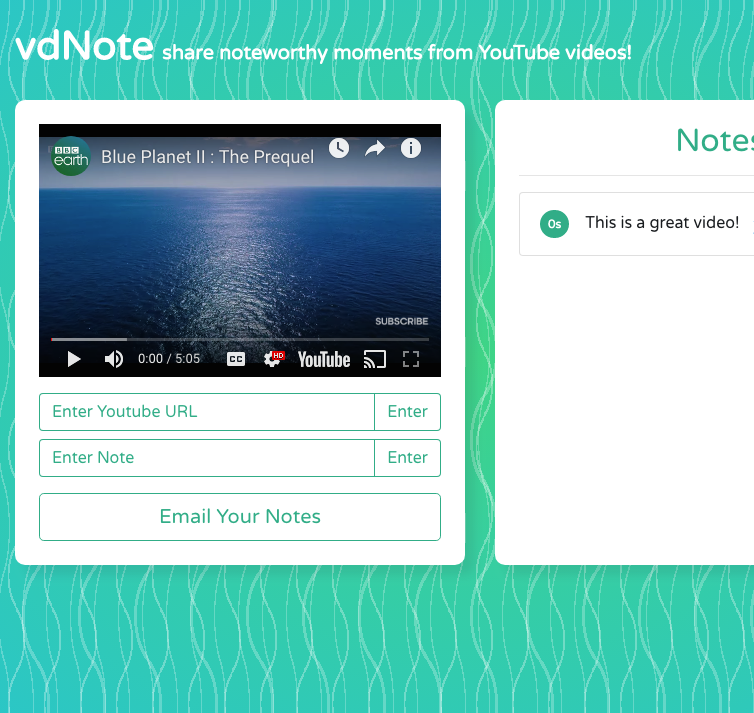 vdNote share noteworthy moments from YouTube videos!
BBC
earth
Blue Planet II : The Prequel
SUBSCRIBE
0:00 / 5:05
CC
HD
YouTube
Enter Youtube URL
Enter
Enter Note
Enter
Email Your Notes
Notes
0s
This is a great video!